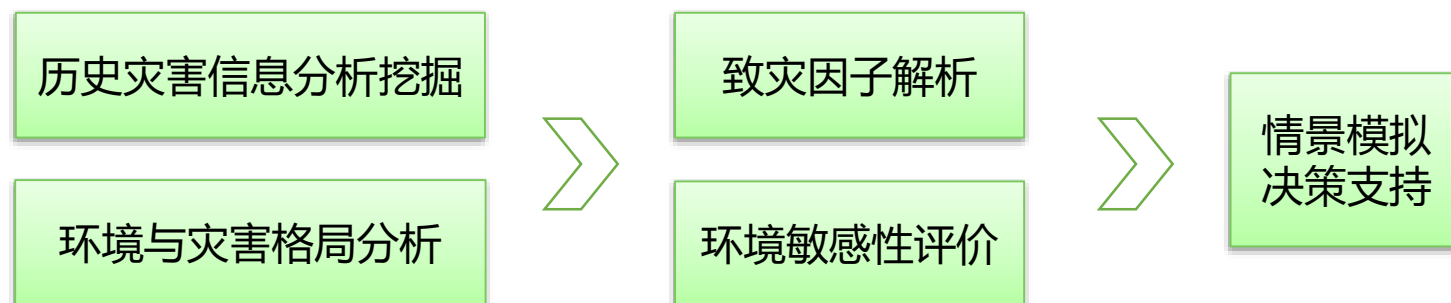 历史灾害信息分析挖掘
环境与灾害格局分析
致灾因子解析
环境敏感性评价
情景模拟
决策支持